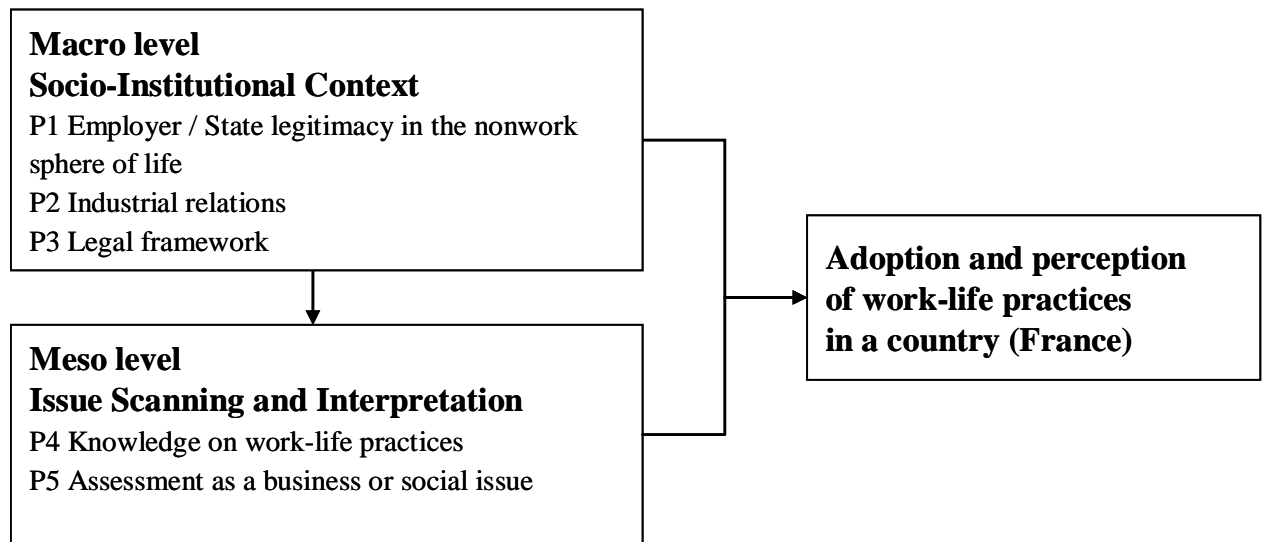 Macro level
Socio-Institutional Context
P1 Employer / State legitimacy in the nonwork
sphere of life
P2 Industrial relations
P3 Legal framework
Meso level
Issue Scanning and Interpretation
P4 Knowledge on work-life practices
P5 Assessment as a business or social issue
Adoption and perception
of work-life practices
in a country (France)